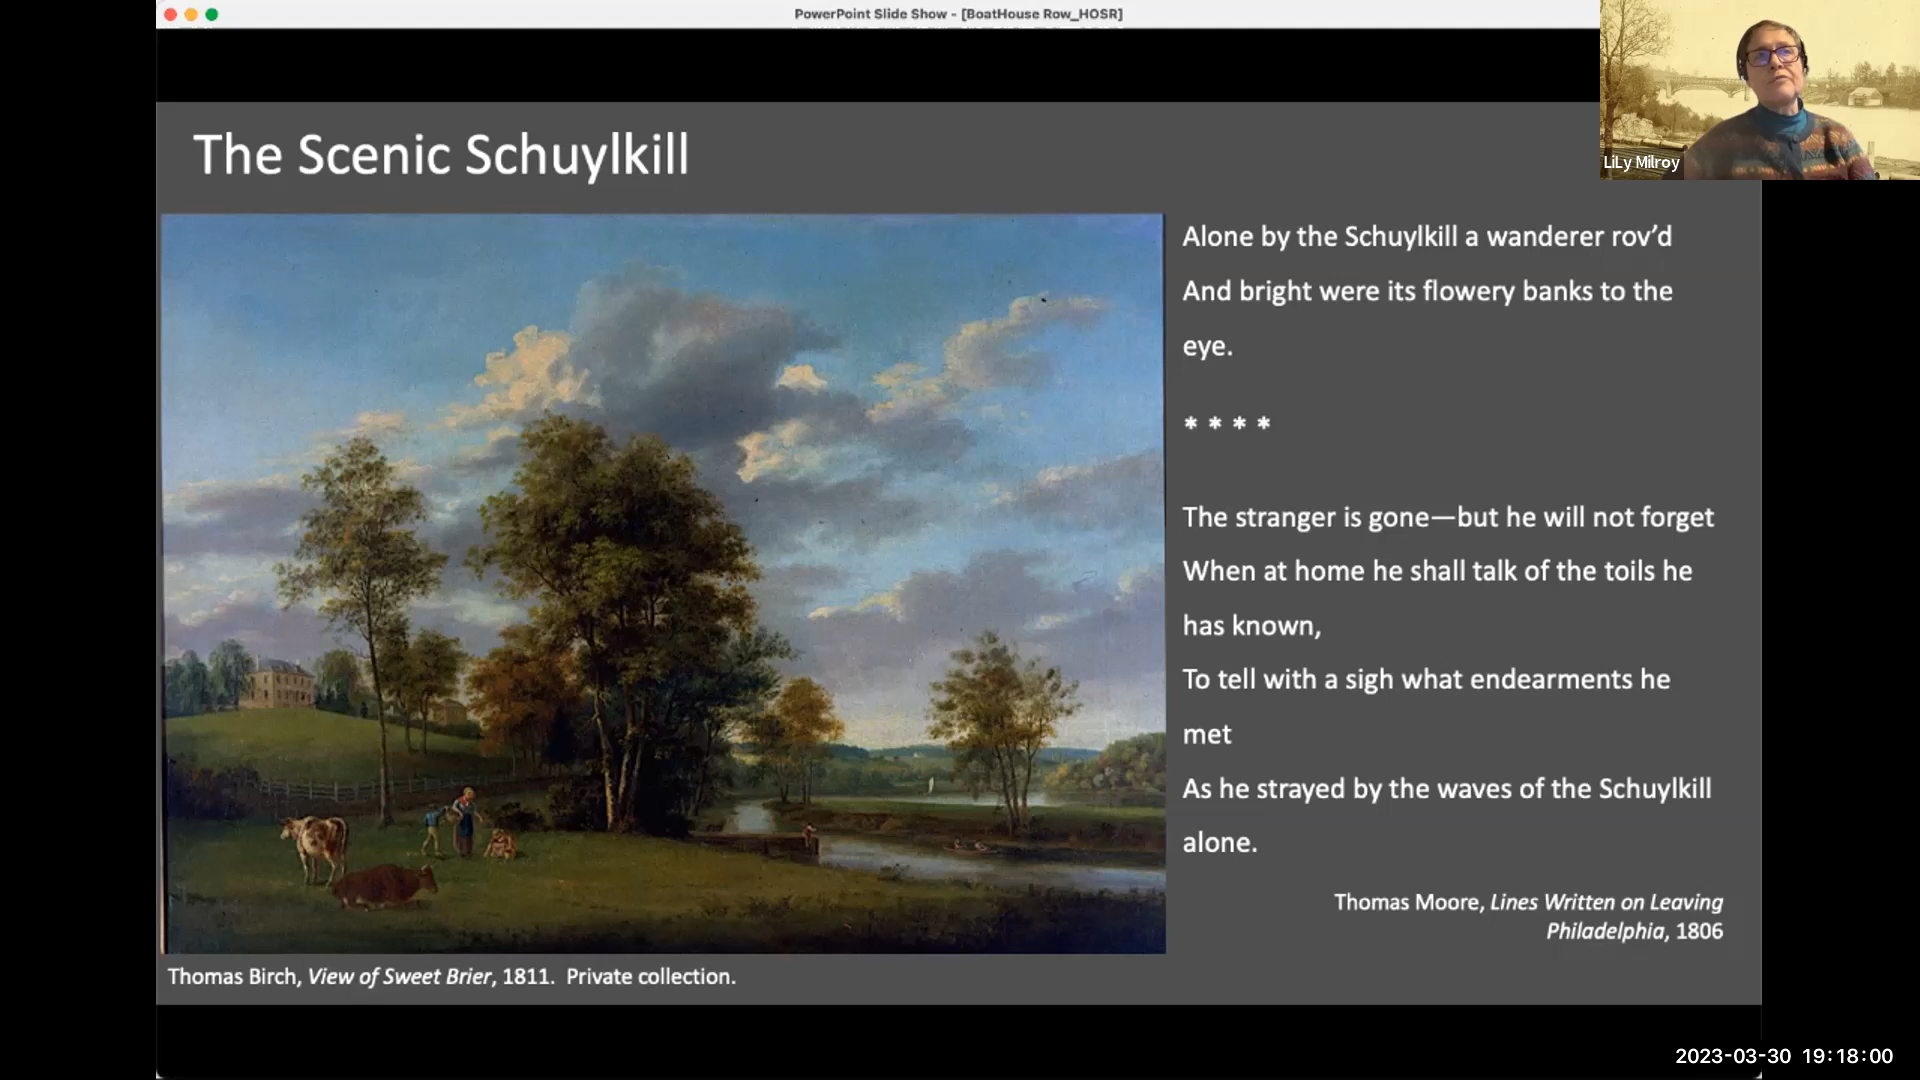 PowerPoint Slide Show - [BoatHouse Row_HOSR]
LiLy Milroy
The Scenic Schuylkill
Alone by the Schuylkill a wanderer rov’d
And bright were its flowery banks to the
eye.
* * * *
The stranger is gone—but he will not forget
When at home he shall talk of the toils he
has known,
To tell with a sigh what endearments he
met
As he strayed by the waves of the Schuylkill
alone.
Thomas Moore, Lines Written on Leaving
Philadelphia, 1806
Thomas Birch, View of Sweet Brier, 1811.  Private collection.
2023-03-30 19:18:00